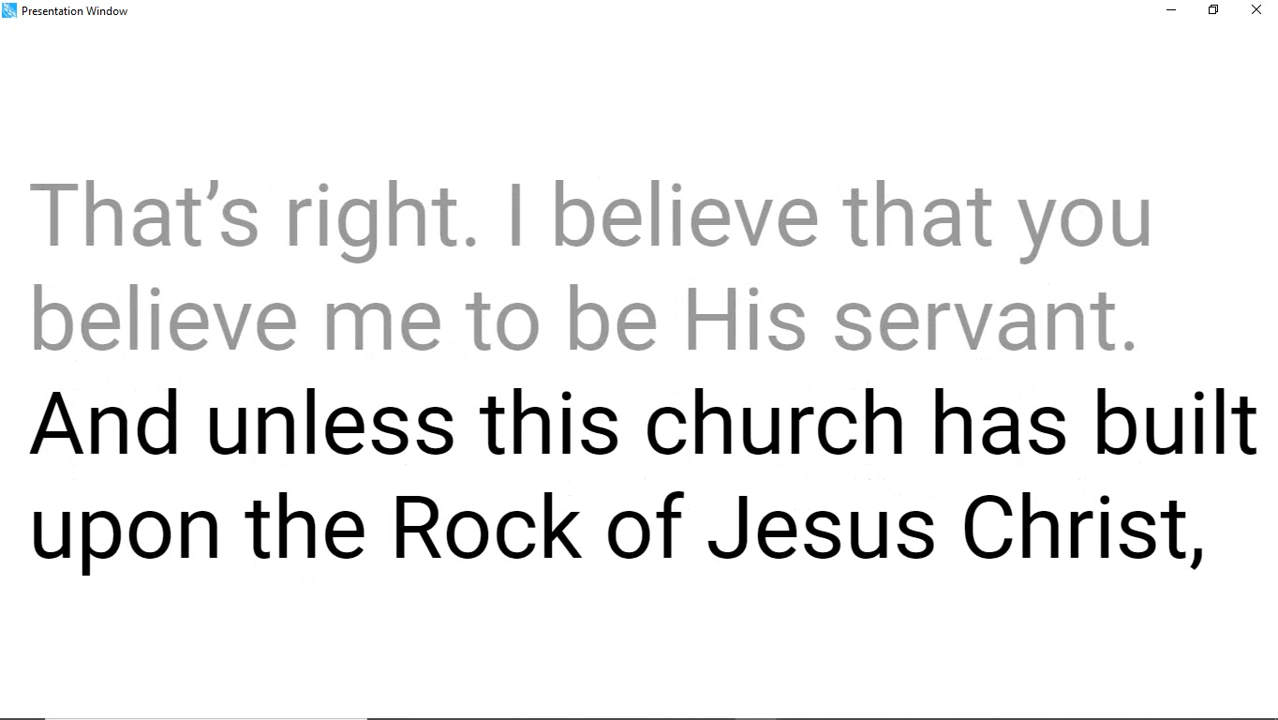 Presentation Window
That’s right. I believe that you
believe me to be His servant.
And unless this church has built
upon the Rock of Jesus Christ,